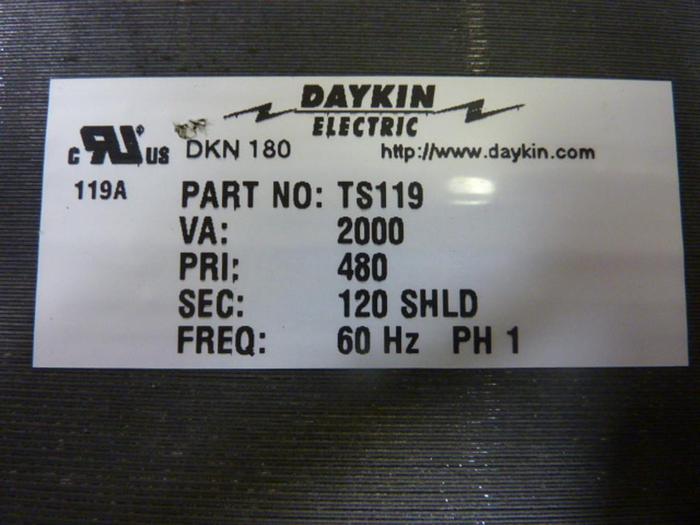 DAYKIN
ELECTRIC
c RU US DKN 180 http://www.daykin.com
119A
PART NO: TS119
VA: 2000
PRI: 480
SEC: 120 SHLD
FREQ: 60 Hz PH 1